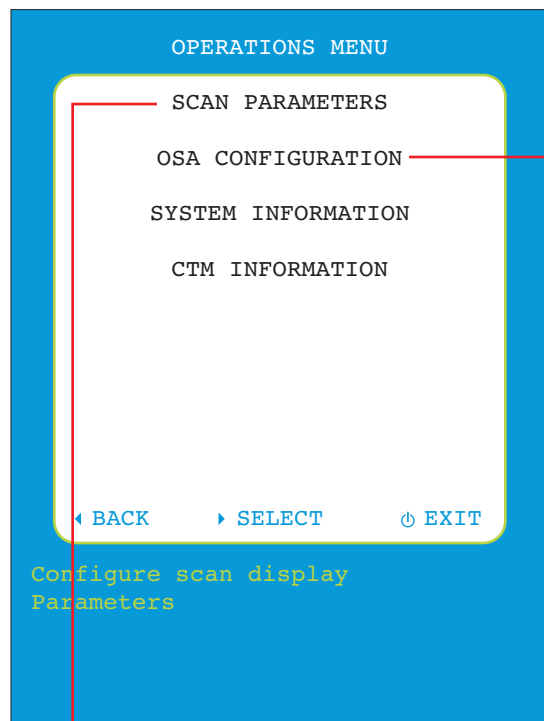 OPERATIONS MENU
SCAN PARAMETERS
OSA CONFIGURATION
SYSTEM INFORMATION
CTM INFORMATION
BACK SELECT EXIT
Configure scan display
Parameters